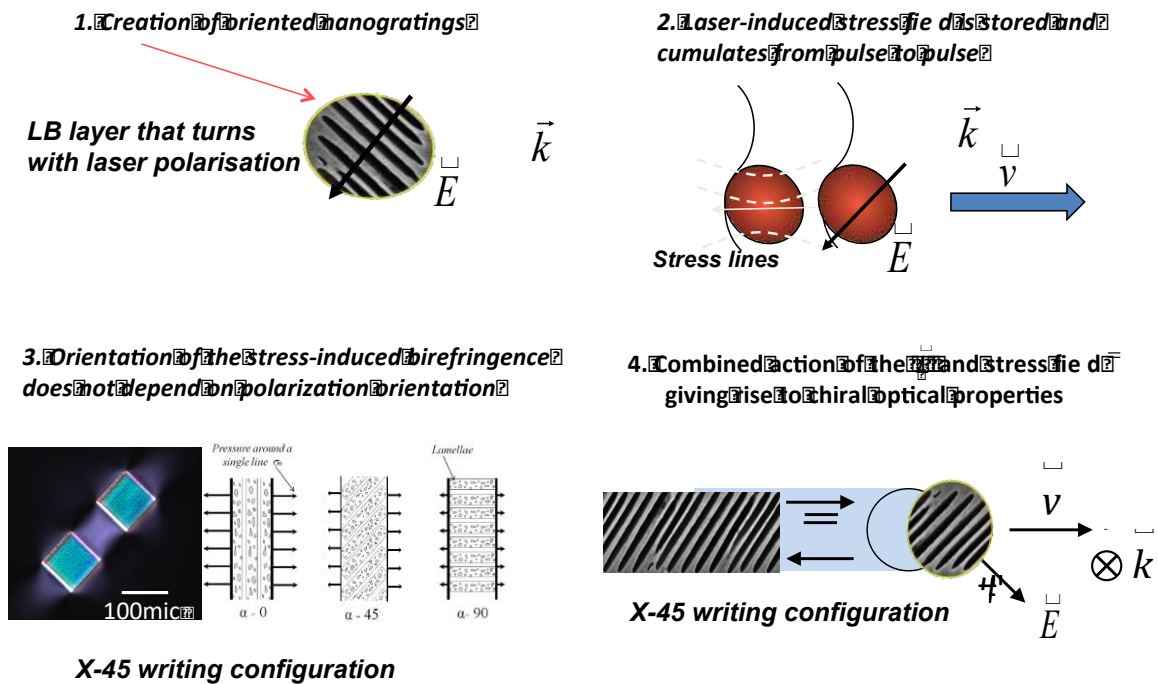 1. Creation of oriented nanogratings
LB layer that turns
with laser polarisation
k
E
2. Laser-induced stress fie d is stored and
cumulates from pulse to pulse
k
v
E
Stress lines
3. Orientation of the stress-induced birefringence
does not depend on polarization orientation
Pressure around a
single line σ
Lamellae
100mic
α - 0
α - 45
α - 90
X-45 writing configuration
4. Combined action of the and stress fie d
giving rise to chiral optical properties
v
k
E
X-45 writing configuration